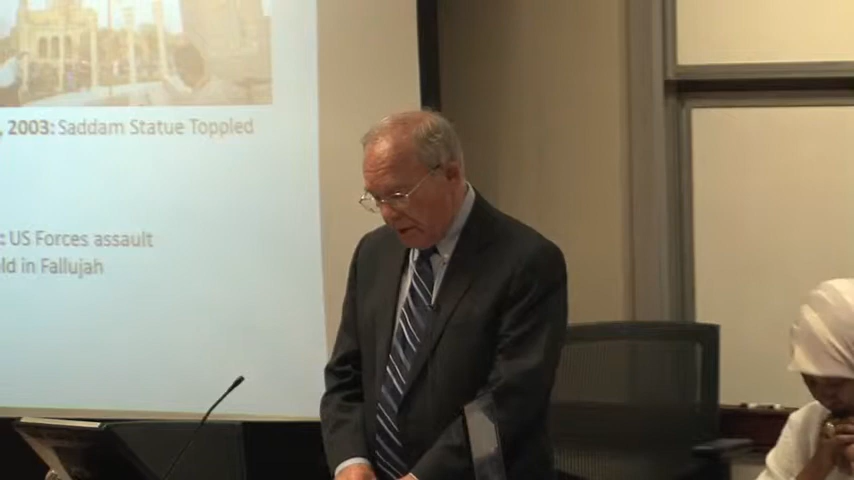 , 2003: Saddam Statue Toppled
: US Forces assault
ld in Fallujah